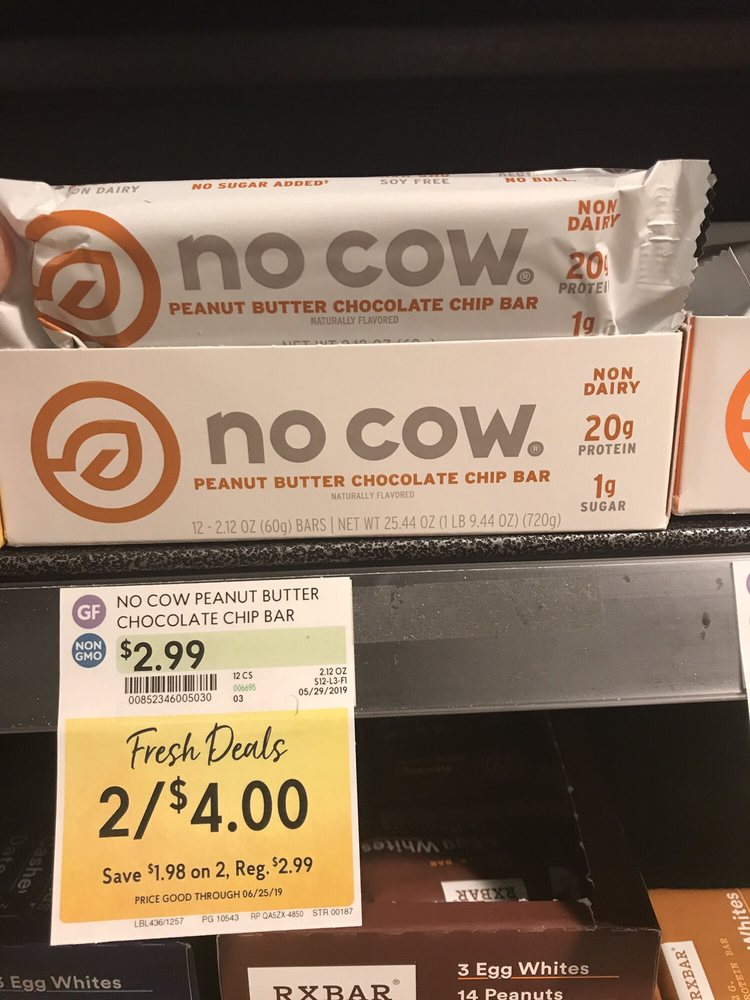 ON DAIRY
NO SUGAR ADDED†
SOY FREE
NO BULL.
no cow.®
PEANUT BUTTER CHOCOLATE CHIP BAR
NATURALLY FLAVORED
NON
DAIRY
20g
PROTEI
1g
no cow.®
PEANUT BUTTER CHOCOLATE CHIP BAR
NATURALLY FLAVORED
12 - 2.12 OZ (60g) BARS | NET WT 25.44 OZ (1 LB 9.44 OZ) (720g)
NON
DAIRY
20g
PROTEIN
1g
SUGAR
GF
NON
GMO
NO COW PEANUT BUTTER
CHOCOLATE CHIP BAR
$2.99
00852346005030
12 CS
006695
03
2.12 OZ
S12-L3-F1
05/29/2019
Fresh Deals
2/$4.00
Save $1.98 on 2, Reg. $2.99
PRICE GOOD THROUGH 06/25/19
LBL436/1257 PG 10543 RP QA5ZX-4850 STR 00187
Egg Whites
RXBAR
3 Egg Whites
RXBAR®
3 Egg Whites
14 Peanuts
Whites
RXBAR